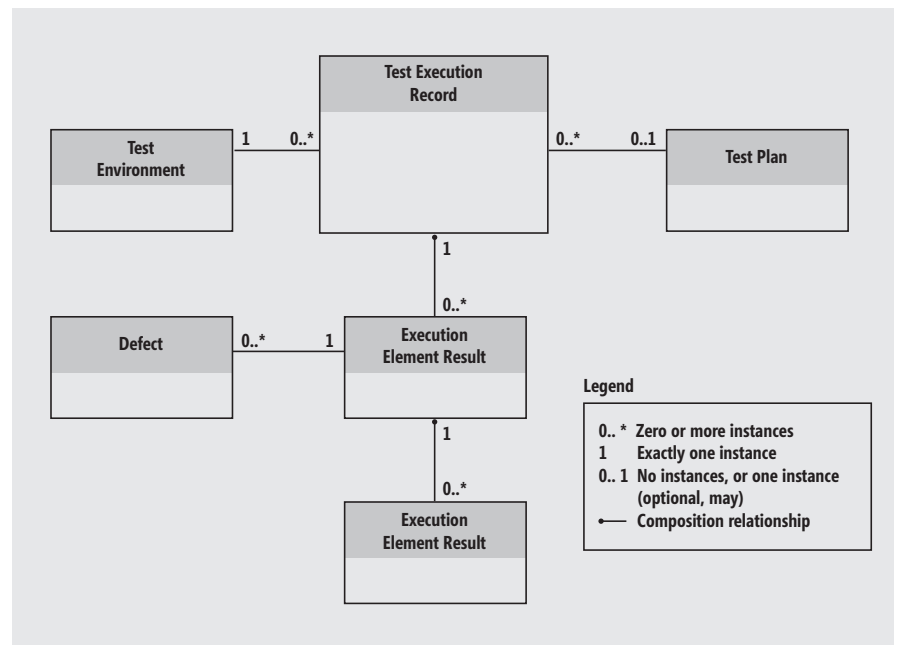 Test Execution
Record
1
0..*
0..*
0..1
Test
Environment
Test Plan
1
0..*
Defect
0..*
1
Execution
Element Result
1
0..*
Execution
Element Result
Legend
0.. * Zero or more instances
1 Exactly one instance
0.. 1 No instances, or one instance
(optional, may)
Composition relationship